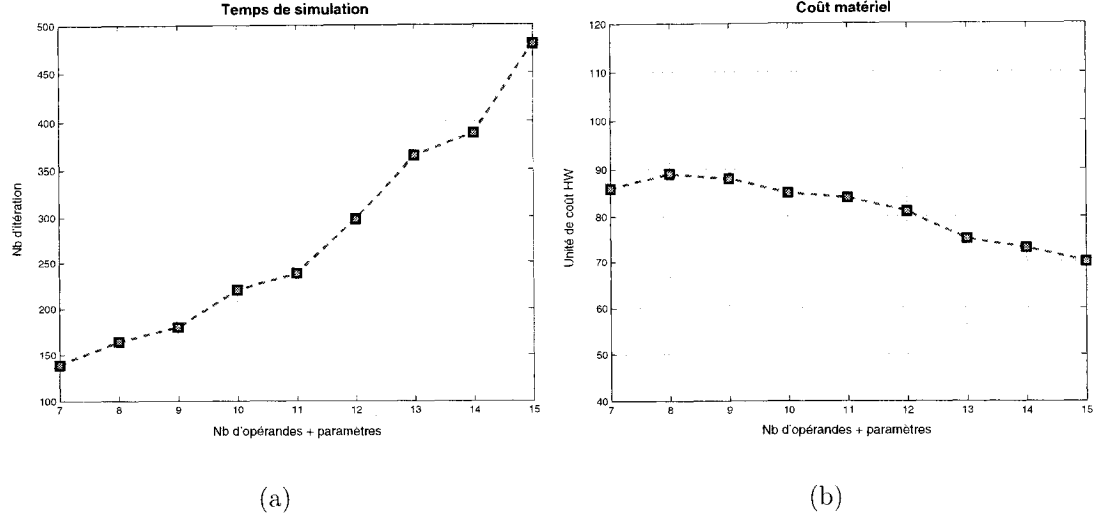 Temps de simulation
500
450
400
350
300
250
200
150
100
Nb d'itération
7 8 9 10 11 12 13 14 15
Nb d'opérandes + paramètres
(a)
Coût matériel
120
110
100
90
80
70
60
50
40
Unité de coût HW
7 8 9 10 11 12 13 14 15
Nb d'opérandes + paramètres
(b)